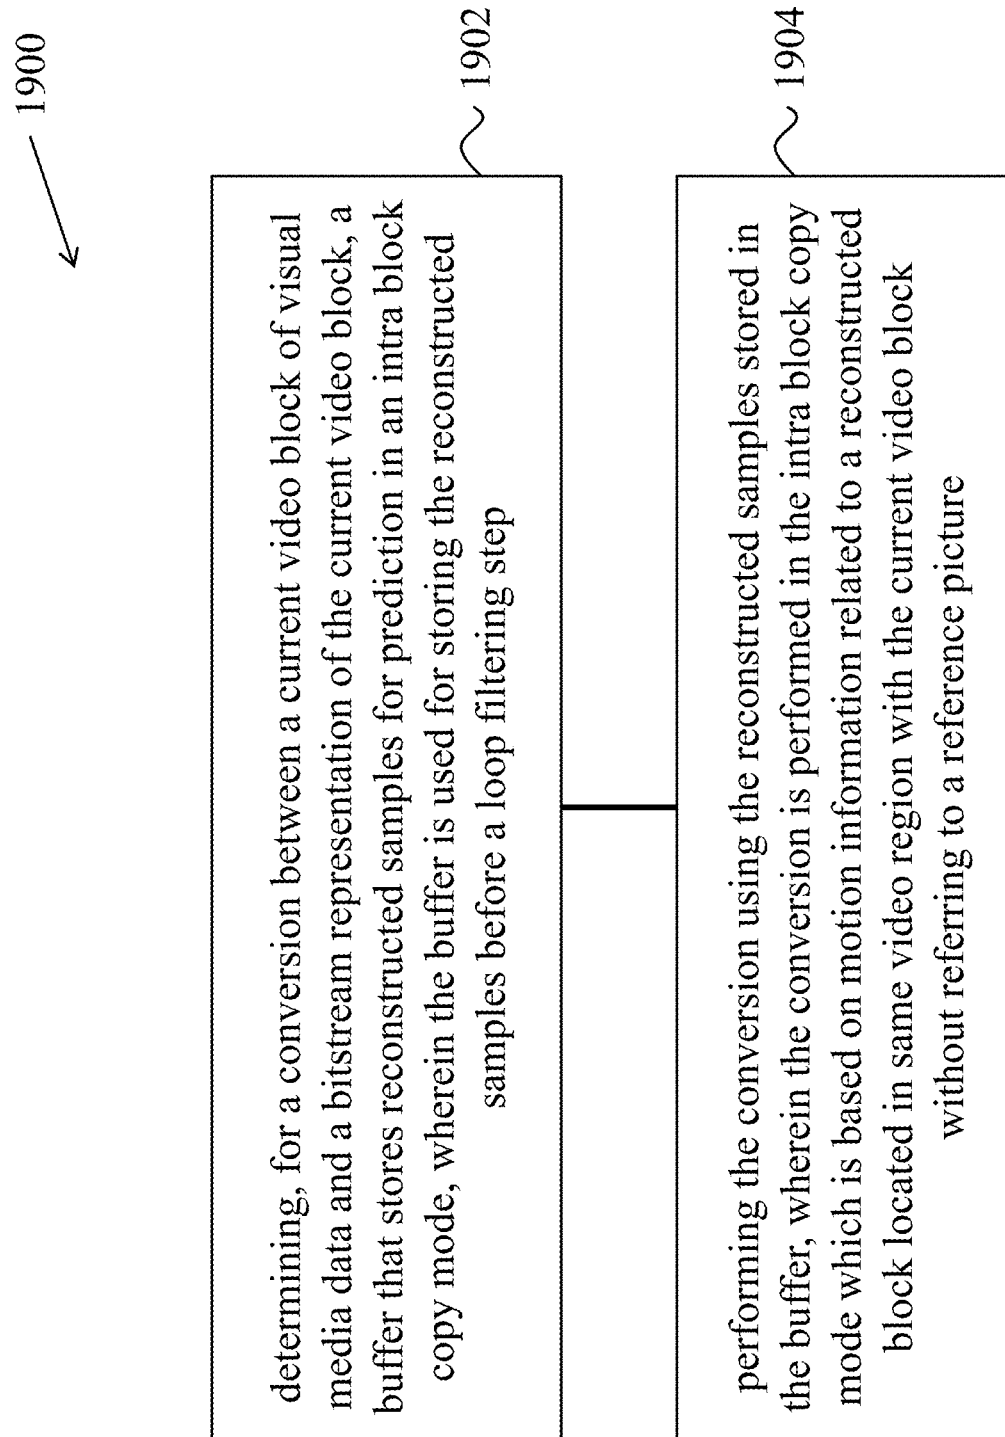 1900
determining, for a conversion between a current video block of visual
media data and a bitstream representation of the current video block, a
buffer that stores reconstructed samples for prediction in an intra block
copy mode, wherein the buffer is used for storing the reconstructed
samples before a loop filtering step
1902
performing the conversion using the reconstructed samples stored in
the buffer, wherein the conversion is performed in the intra block copy
mode which is based on motion information related to a reconstructed
block located in same video region with the current video block
without referring to a reference picture
1904